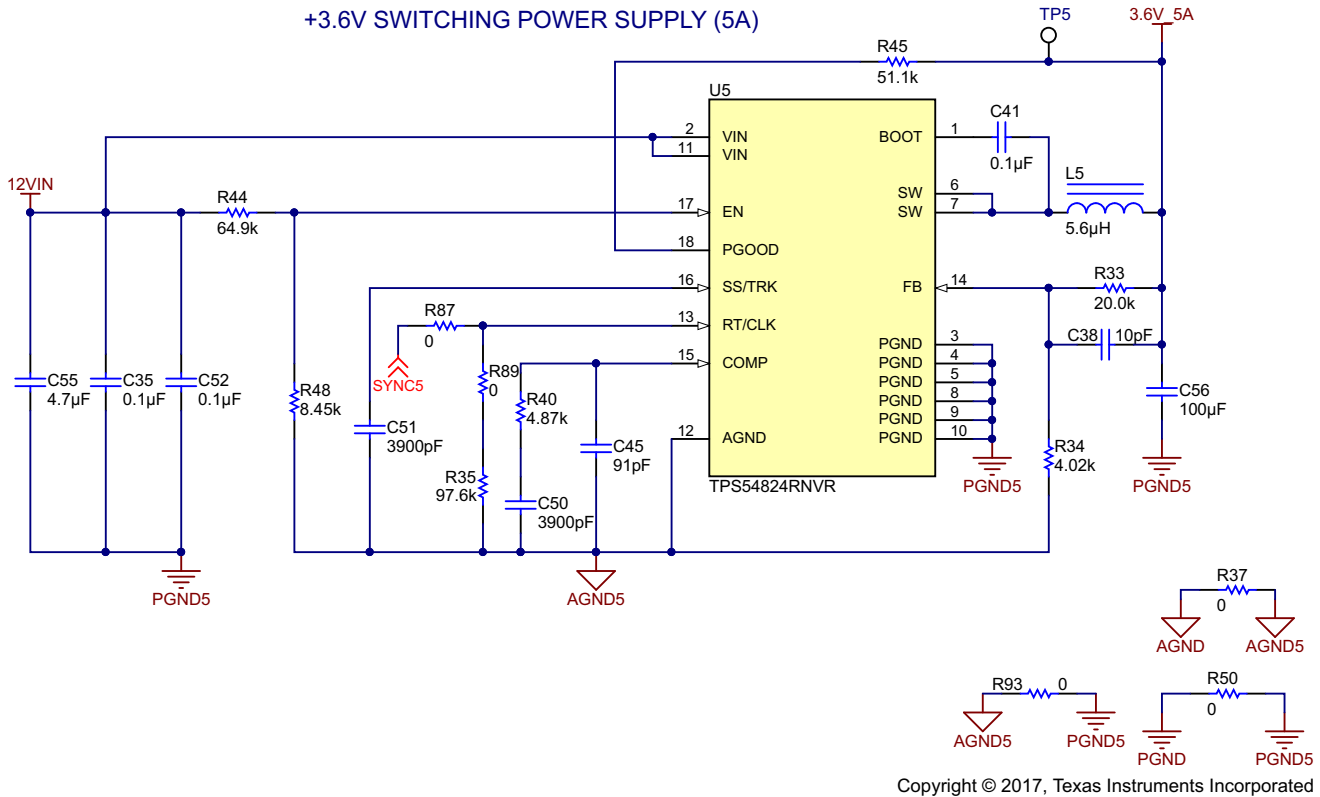 +3.6V SWITCHING POWER SUPPLY (5A)
TP5
3.6V_5A
R45
51.1k
U5
C41
0.1µF
2 VIN
11 VIN
BOOT 1
12VIN
R44
64.9k
17 EN
18 PGOOD
SW 6
SW 7
L5
5.6µH
16 SS/TRK
FB 14
R33
20.0k
R87
0
13 RT/CLK
SYNC5
C38 10pF
15 COMP
PGND 3
PGND 4
PGND 5
PGND 8
PGND 9
PGND 10
C55
4.7µF
C35
0.1µF
C52
0.1µF
R48
8.45k
R89
0
R40
4.87k
C56
100µF
C51
3900pF
12 AGND
C45
91pF
R34
4.02k
R35
97.6k
C50
3900pF
TPS54824RNVR
PGND5
PGND5
PGND5
AGND5
R37
0
AGND
AGND5
R93 0
AGND5
PGND5
R50
0
PGND
PGND5
Copyright © 2017, Texas Instruments Incorporated